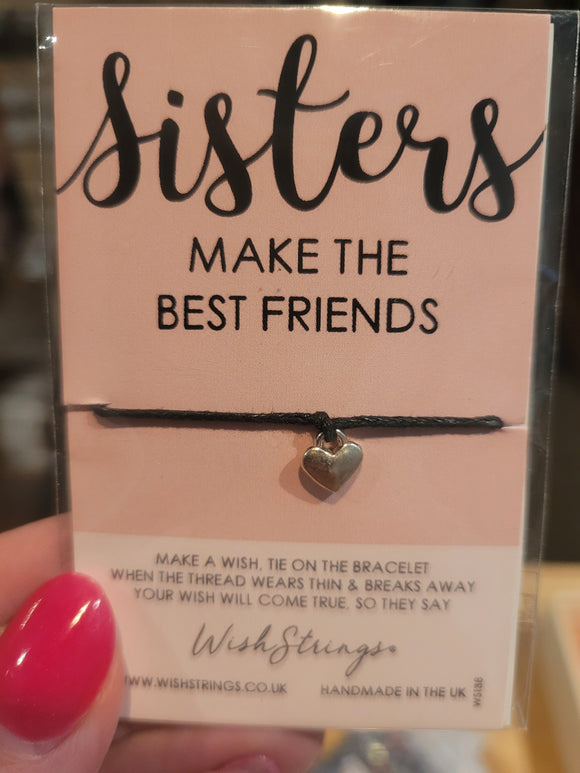 Sisters
MAKE THE
BEST FRIENDS
MAKE A WISH, TIE ON THE BRACELET
WHEN THE THREAD WEARS THIN & BREAKS AWAY
YOUR WISH WILL COME TRUE, SO THEY SAY
WishStrings®
WWW.WISHSTRINGS.CO.UK HANDMADE IN THE UK
WS186